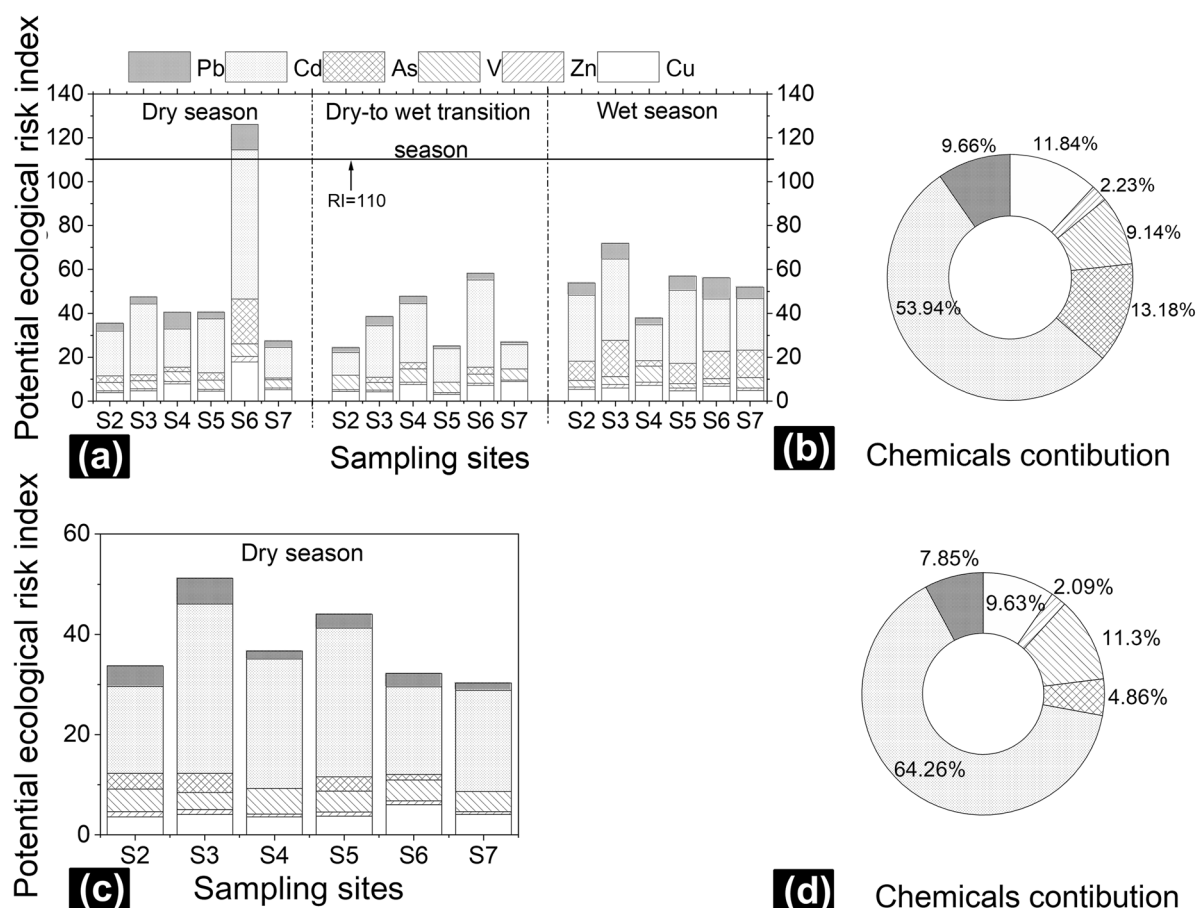 Pb Cd As V Zn Cu
Potential ecological risk index
140
120
100
80
60
40
20
0
Dry season
Dry-to wet transition
season
Wet season
RI=110
140
120
100
80
60
40
20
0
S2 S3 S4 S5 S6 S7 S2 S3 S4 S5 S6 S7 S2 S3 S4 S5 S6 S7
(a)
Sampling sites
9.66%
11.84%
2.23%
9.14%
13.18%
53.94%
(b)
Chemicals contibution
Potential ecological risk index
60
40
20
0
Dry season
S2 S3 S4 S5 S6 S7
(c)
Sampling sites
7.85%
9.63%
2.09%
11.3%
4.86%
64.26%
(d)
Chemicals contibution